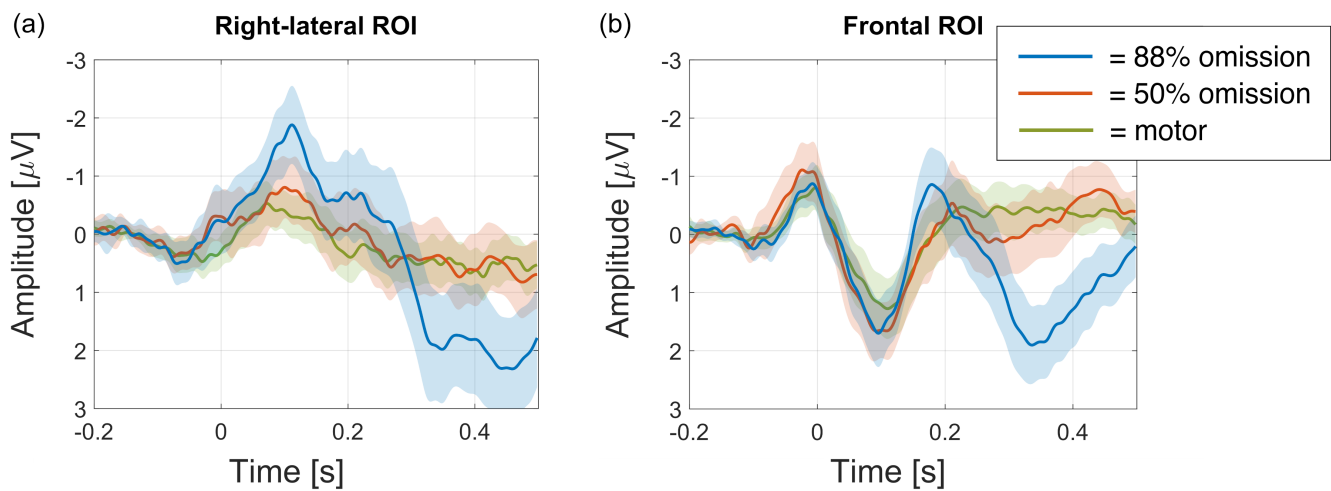 (a)
Right-lateral ROI
-3
-2
-1
0
1
2
3
Amplitude [µV]
-0.2
0
0.2
0.4
Time [s]
(b)
Frontal ROI
-3
-2
-1
0
1
2
3
Amplitude [µV]
-0.2
0
0.2
0.4
Time [s]
= 88% omission
= 50% omission
= motor